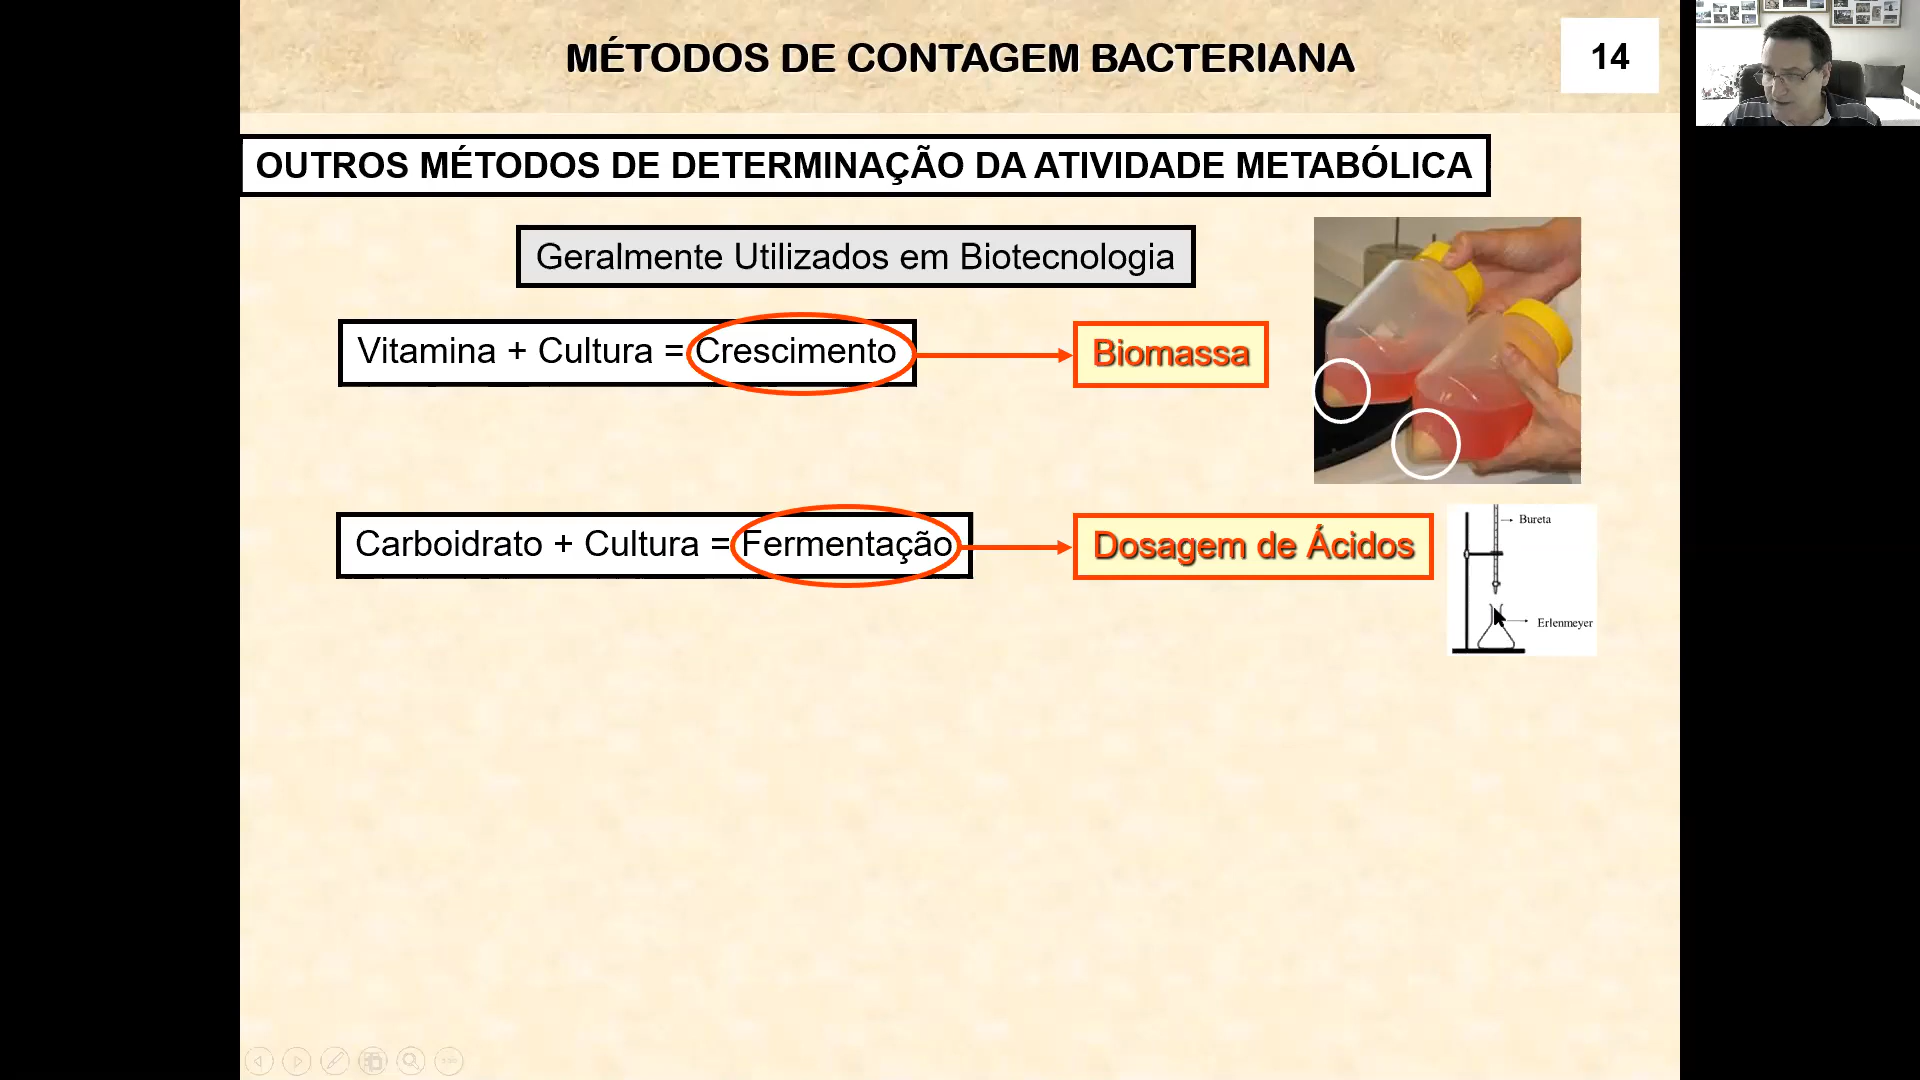 MÉTODOS DE CONTAGEM BACTERIANA
14
OUTROS MÉTODOS DE DETERMINAÇÃO DA ATIVIDADE METABÓLICA
Geralmente Utilizados em Biotecnologia
Vitamina + Cultura = Crescimento
Biomassa
Carboidrato + Cultura = Fermentação
Dosagem de Ácidos
Bureta
Erlenmeyer